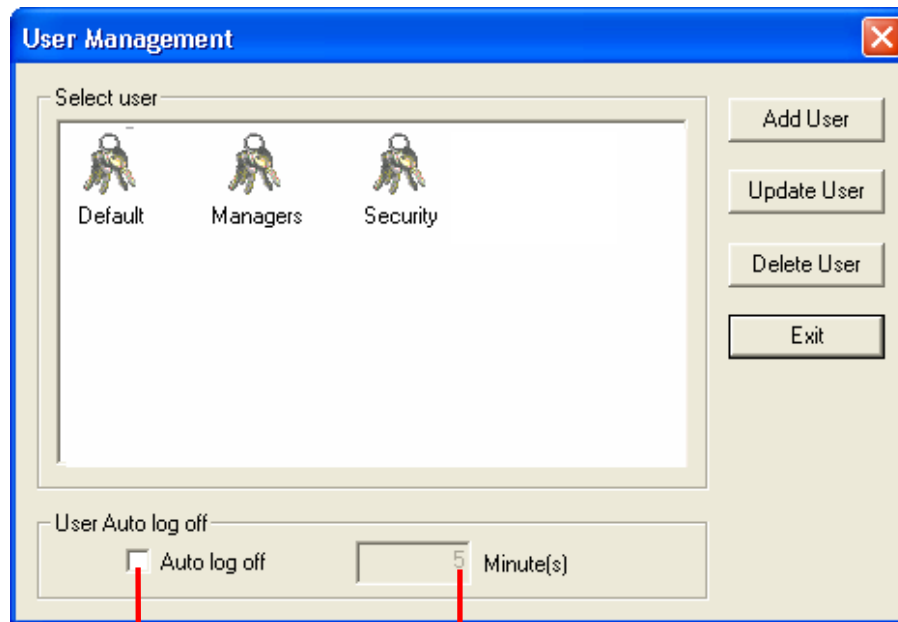 User Management
Select user
Default Managers Security
Add User
Update User
Delete User
Exit
User Auto log off
Auto log off 5 Minute(s)